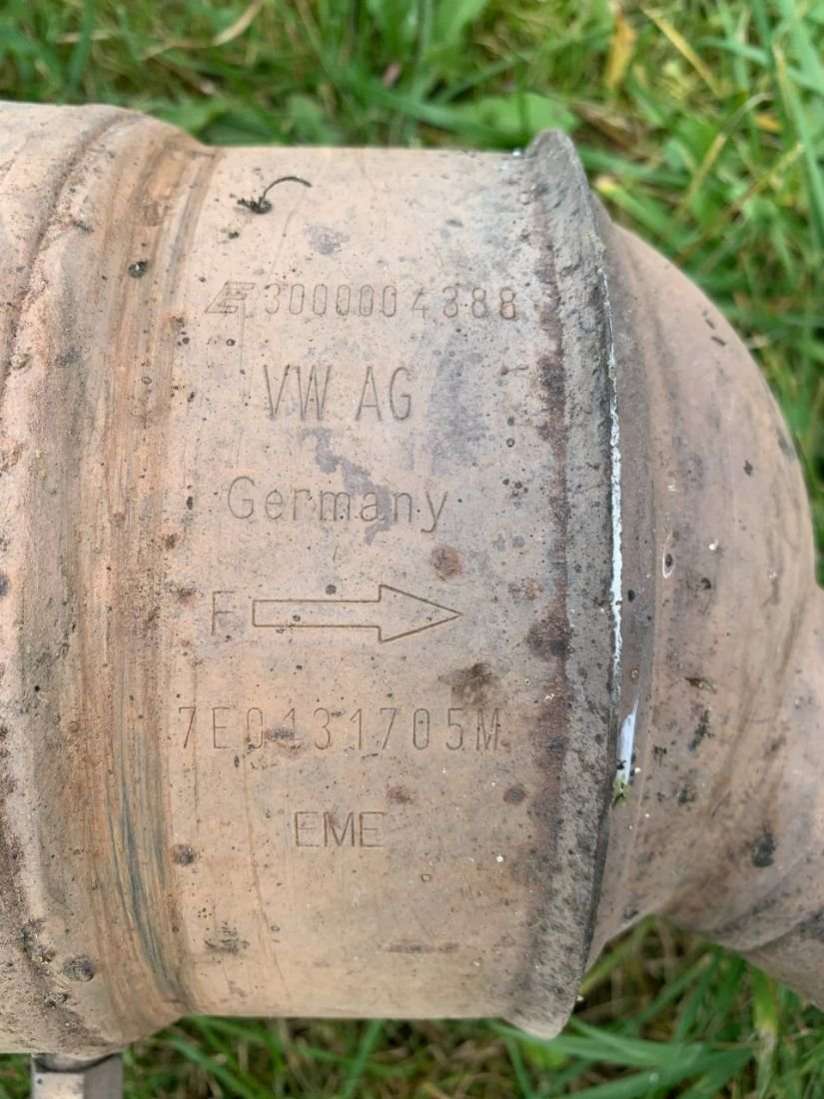 3000004388
VW AG
Germany
F
7E0131705M
EME